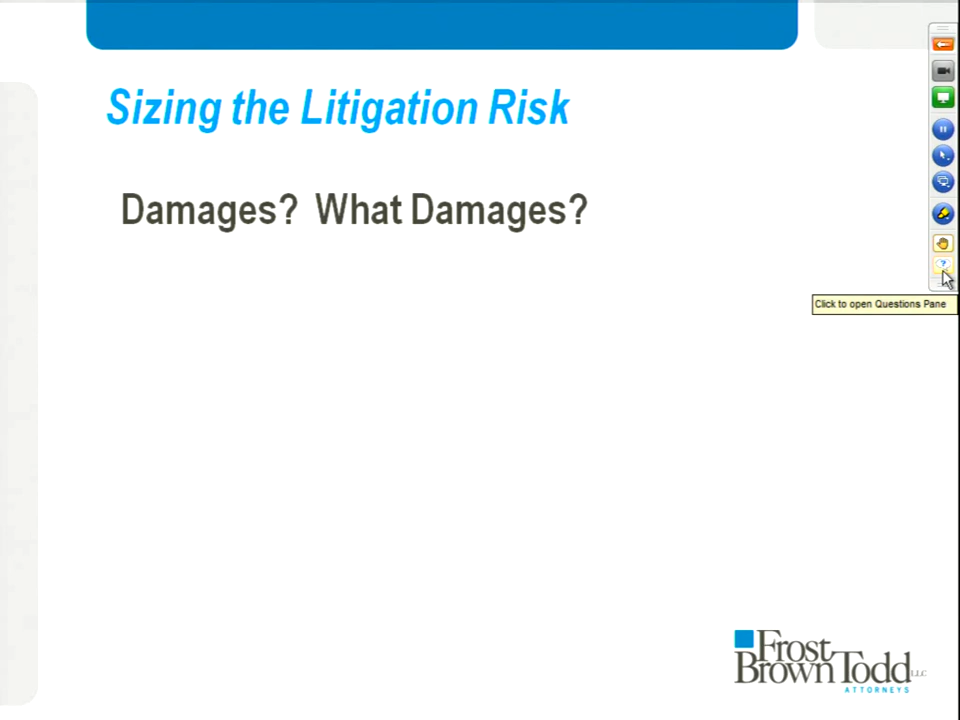 Sizing the Litigation Risk
Damages? What Damages?
?
Click to open Questions Pane
Frost
Brown Todd LLC
ATTORNEYS